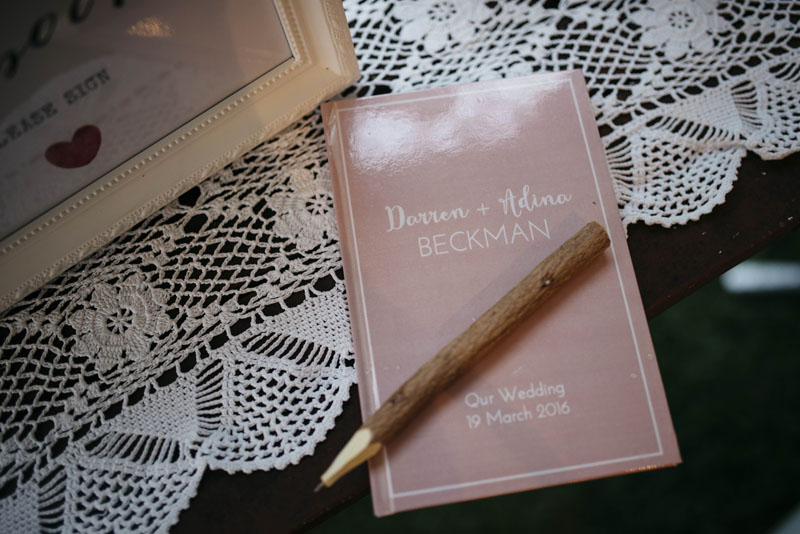 PLEASE SIGN
Darren + Adina
BECKMAN
Our Wedding
19 March 2016